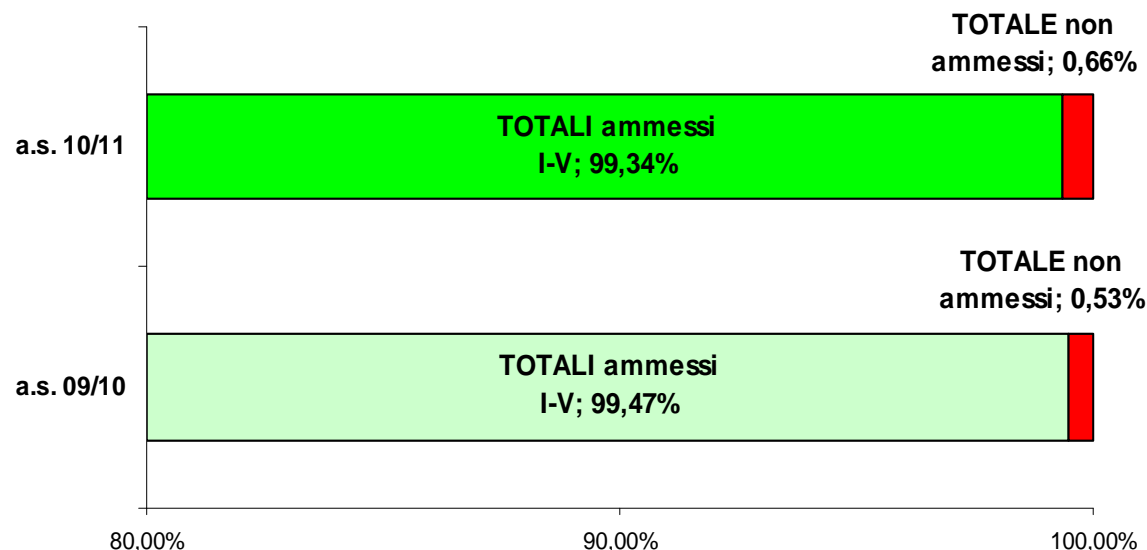 TOTALE non
ammessi; 0,66%
a.s. 10/11
TOTALI ammessi
I-V; 99,34%
TOTALE non
ammessi; 0,53%
a.s. 09/10
TOTALI ammessi
I-V; 99,47%
80,00%
90,00%
100,00%